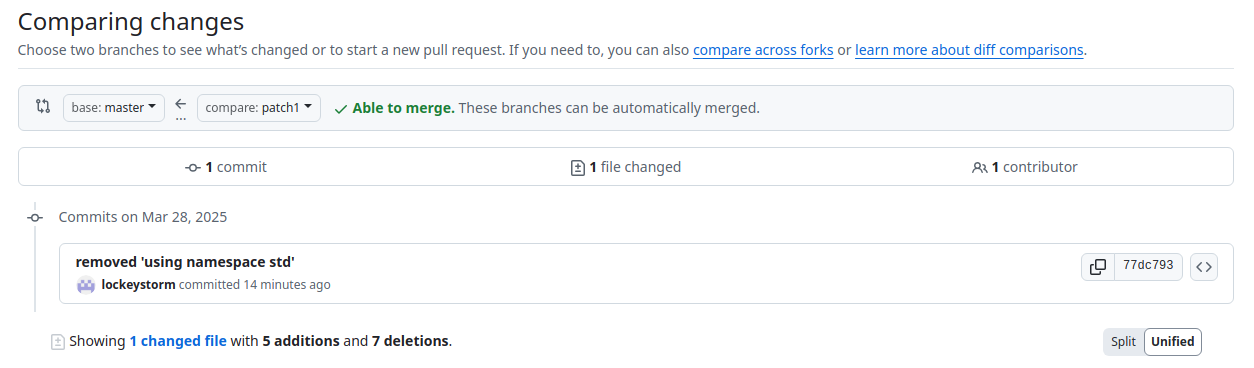 Comparing changes
Choose two branches to see what's changed or to start a new pull request. If you need to, you can also compare across forks or learn more about diff comparisons.
base: master ... compare: patch1 Able to merge. These branches can be automatically merged.
1 commit 1 file changed 1 contributor
Commits on Mar 28, 2025
removed 'using namespace std'
77dc793
lockeystorm committed 14 minutes ago
Showing 1 changed file with 5 additions and 7 deletions. Split Unified